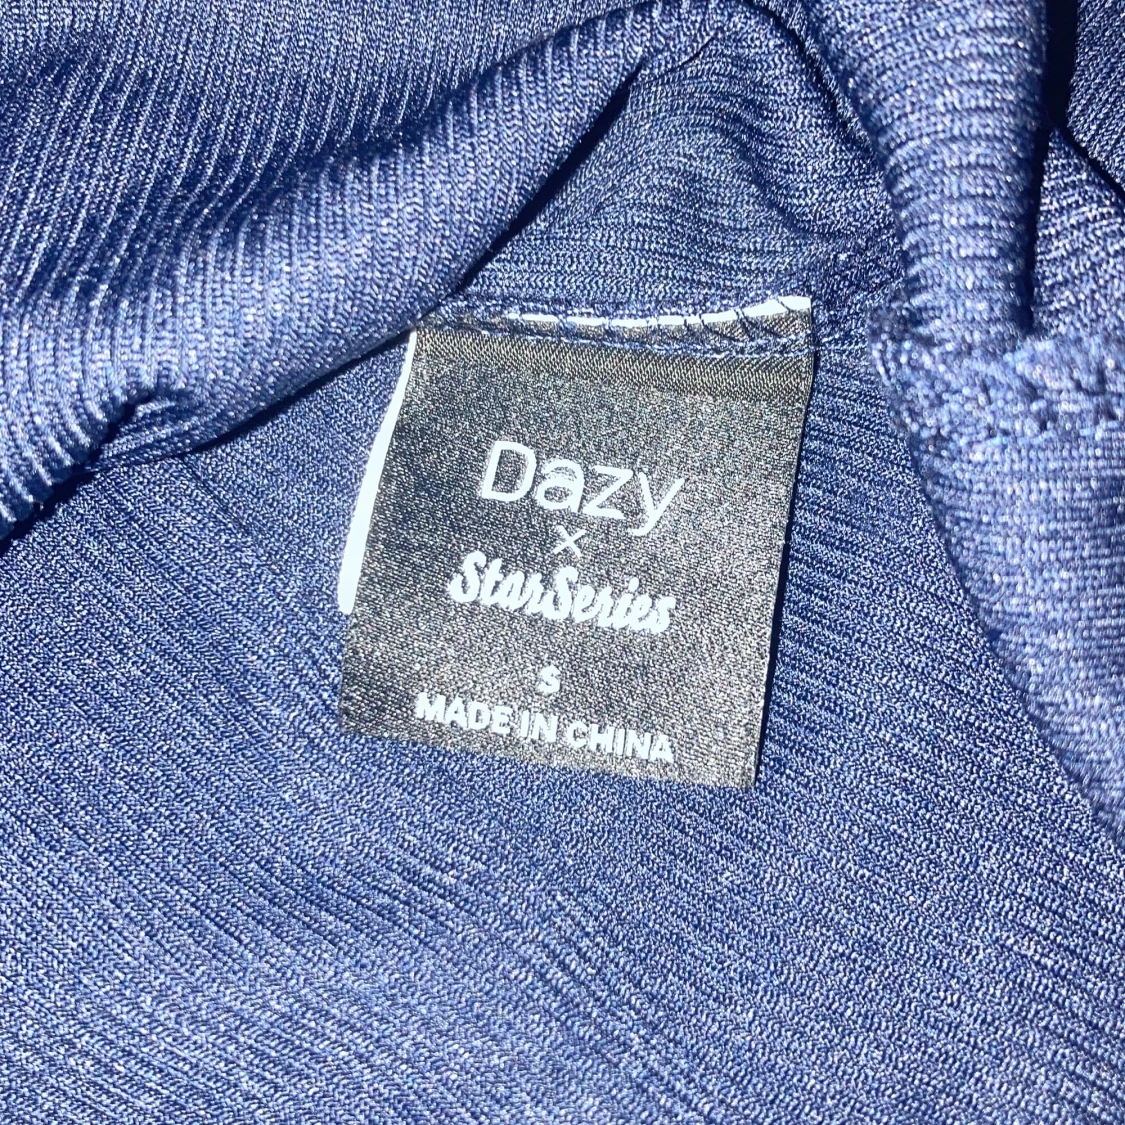 Dazy
×
StarSeries
S
MADE IN CHINA